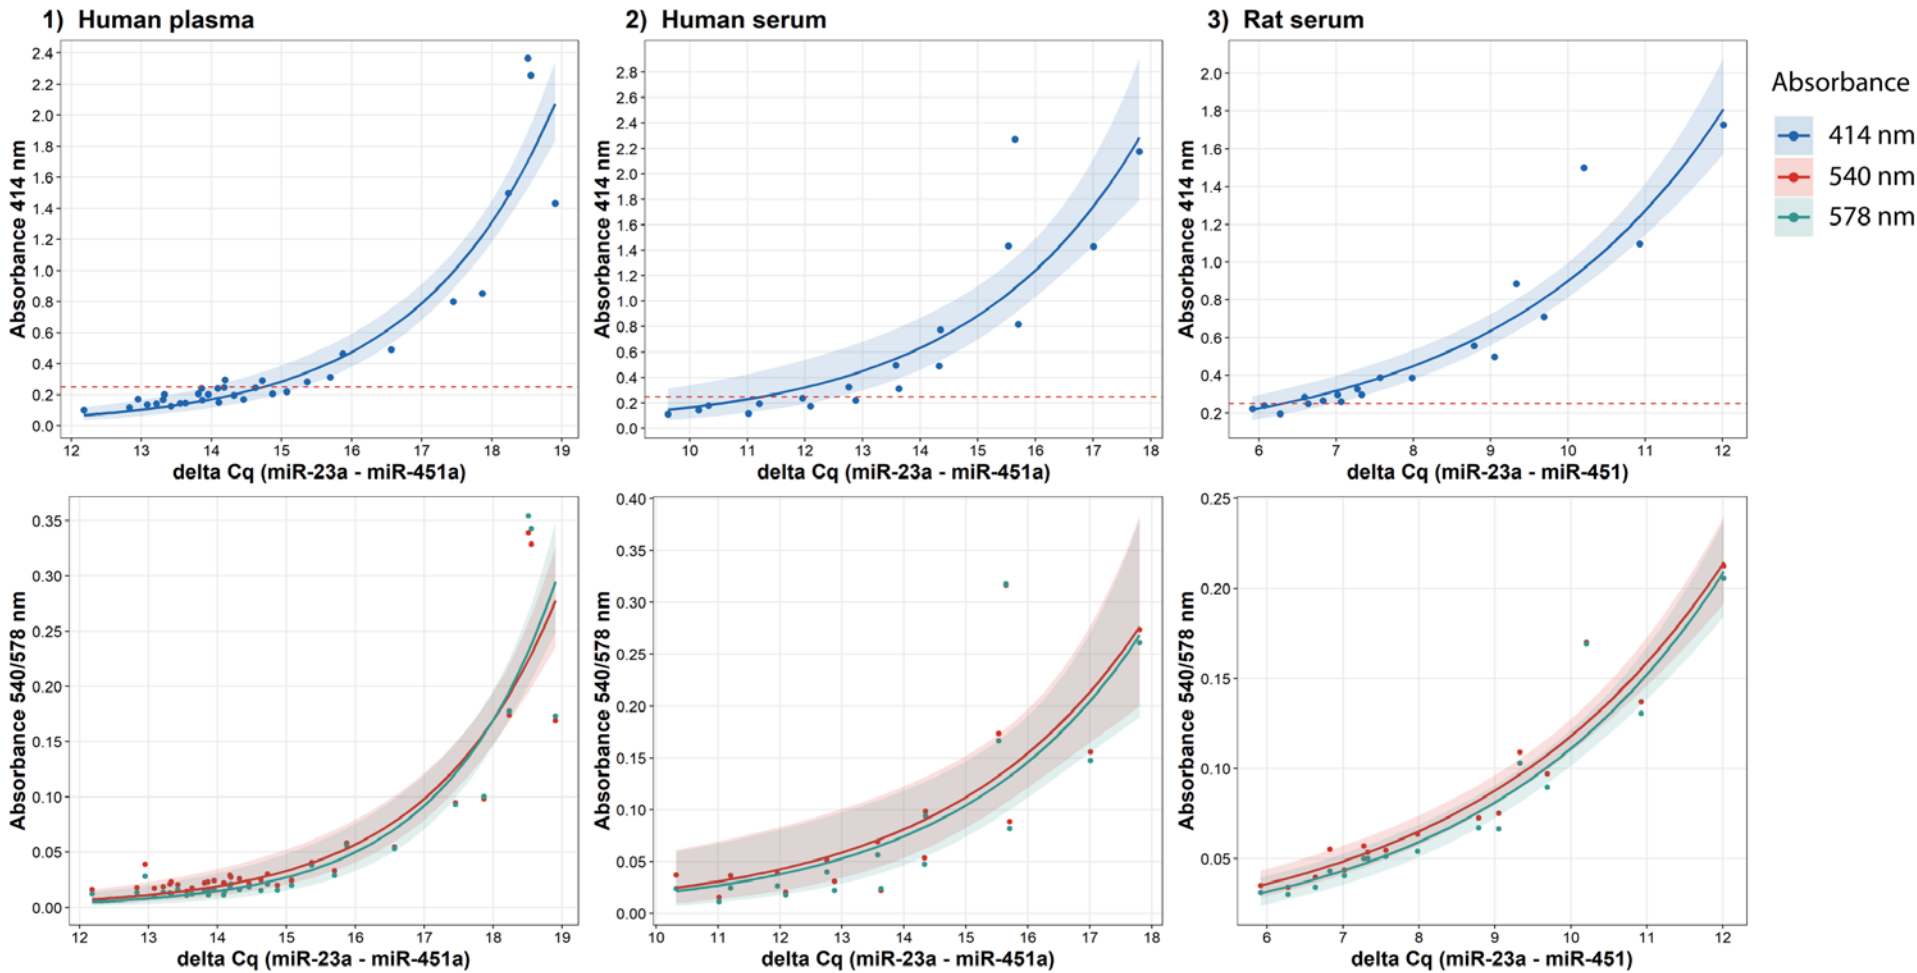 1) Human plasma
2) Human serum
3) Rat serum
Absorbance 414 nm
2.4
2.2
2.0
1.8
1.6
1.4
1.2
1.0
0.8
0.6
0.4
0.2
0.0
12 13 14 15 16 17 18 19
delta Cq (miR-23a - miR-451a)
Absorbance 414 nm
2.8
2.6
2.4
2.2
2.0
1.8
1.6
1.4
1.2
1.0
0.8
0.6
0.4
0.2
0.0
10 11 12 13 14 15 16 17 18
delta Cq (miR-23a - miR-451a)
Absorbance 414 nm
2.0
1.8
1.6
1.4
1.2
1.0
0.8
0.6
0.4
0.2
6 7 8 9 10 11 12
delta Cq (miR-23a - miR-451)
Absorbance
414 nm
540 nm
578 nm
Absorbance 540/578 nm
0.35
0.30
0.25
0.20
0.15
0.10
0.05
0.00
12 13 14 15 16 17 18 19
delta Cq (miR-23a - miR-451a)
Absorbance 540/578 nm
0.40
0.35
0.30
0.25
0.20
0.15
0.10
0.05
0.00
10 11 12 13 14 15 16 17 18
delta Cq (miR-23a - miR-451a)
Absorbance 540/578 nm
0.25
0.20
0.15
0.10
0.05
6 7 8 9 10 11 12
delta Cq (miR-23a - miR-451)